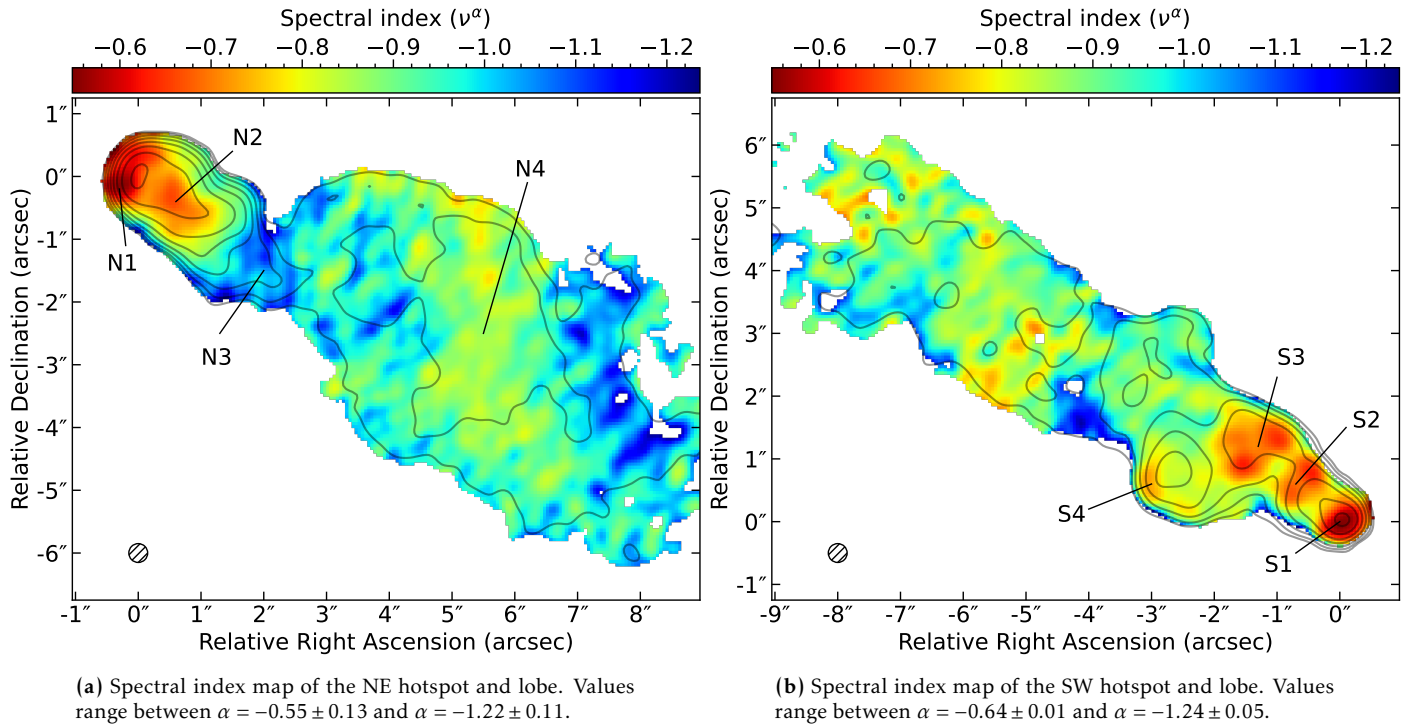 Spectral index (ν^α)
−0.6 −0.7 −0.8 −0.9 −1.0 −1.1 −1.2
1″
0″
-1″
-2″
-3″
-4″
-5″
-6″
Relative Declination (arcsec)
N1
N2
N3
N4
-1″ 0″ 1″ 2″ 3″ 4″ 5″ 6″ 7″ 8″
Relative Right Ascension (arcsec)
(a) Spectral index map of the NE hotspot and lobe. Values
range between α = −0.55 ± 0.13 and α = −1.22 ± 0.11.
Spectral index (ν^α)
−0.6 −0.7 −0.8 −0.9 −1.0 −1.1 −1.2
6″
5″
4″
3″
2″
1″
0″
-1″
Relative Declination (arcsec)
S3
S2
S4
S1
-9″ -8″ -7″ -6″ -5″ -4″ -3″ -2″ -1″ 0″
Relative Right Ascension (arcsec)
(b) Spectral index map of the SW hotspot and lobe. Values
range between α = −0.64 ± 0.01 and α = −1.24 ± 0.05.